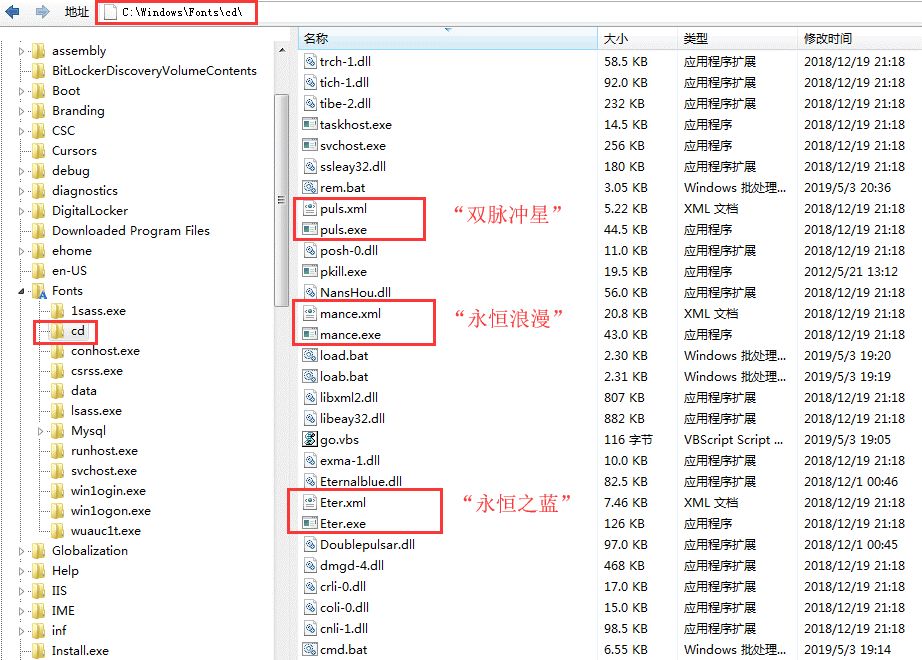 地址 C:\Windows\Fonts\cd\
assembly
BitLockerDiscoveryVolumeContents
Boot
Branding
CSC
Cursors
debug
diagnostics
DigitalLocker
Downloaded Program Files
ehome
en-US
Fonts
1sass.exe
cd
conhost.exe
csrss.exe
data
lsass.exe
Mysql
runhost.exe
svchost.exe
win1ogin.exe
win1ogon.exe
wuauc1t.exe
Globalization
Help
IIS
IME
inf
Install.exe
名称 大小 类型 修改时间
trch-1.dll 58.5 KB 应用程序扩展 2018/12/19 21:18
tich-1.dll 92.0 KB 应用程序扩展 2018/12/19 21:18
tibe-2.dll 232 KB 应用程序扩展 2018/12/19 21:18
taskhost.exe 14.5 KB 应用程序 2018/12/19 21:18
svchost.exe 256 KB 应用程序 2018/12/19 21:18
ssleay32.dll 180 KB 应用程序扩展 2018/12/19 21:18
rem.bat 3.05 KB Windows 批处理... 2019/5/3 20:36
puls.xml 5.22 KB XML 文档 2018/12/19 21:18
“双脉冲星”
puls.exe 44.5 KB 应用程序 2018/12/19 21:18
posh-0.dll 11.0 KB 应用程序扩展 2018/12/19 21:18
pkill.exe 19.5 KB 应用程序 2012/5/21 13:12
NansHou.dll 56.0 KB 应用程序扩展 2018/12/19 21:18
mance.xml 20.8 KB XML 文档 2018/12/19 21:18
“永恒浪漫”
mance.exe 43.0 KB 应用程序 2018/12/19 21:18
load.bat 2.30 KB Windows 批处理... 2019/5/3 19:20
loab.bat 2.31 KB Windows 批处理... 2019/5/3 19:19
libxml2.dll 807 KB 应用程序扩展 2018/12/19 21:18
libeay32.dll 882 KB 应用程序扩展 2018/12/19 21:18
go.vbs 116 字节 VBScript Script ... 2019/5/3 19:05
exma-1.dll 10.0 KB 应用程序扩展 2018/12/19 21:18
Eternalblue.dll 82.5 KB 应用程序扩展 2018/12/1 00:46
Eter.xml 7.46 KB XML 文档 2018/12/19 21:18
“永恒之蓝”
Eter.exe 126 KB 应用程序 2018/12/19 21:18
Doublepulsar.dll 97.0 KB 应用程序扩展 2018/12/1 00:45
dmgd-4.dll 468 KB 应用程序扩展 2018/12/19 21:18
crli-0.dll 17.0 KB 应用程序扩展 2018/12/19 21:18
coli-0.dll 15.0 KB 应用程序扩展 2018/12/19 21:18
cnli-1.dll 98.5 KB 应用程序扩展 2018/12/19 21:18
cmd.bat 6.55 KB Windows 批处理... 2019/5/3 19:14